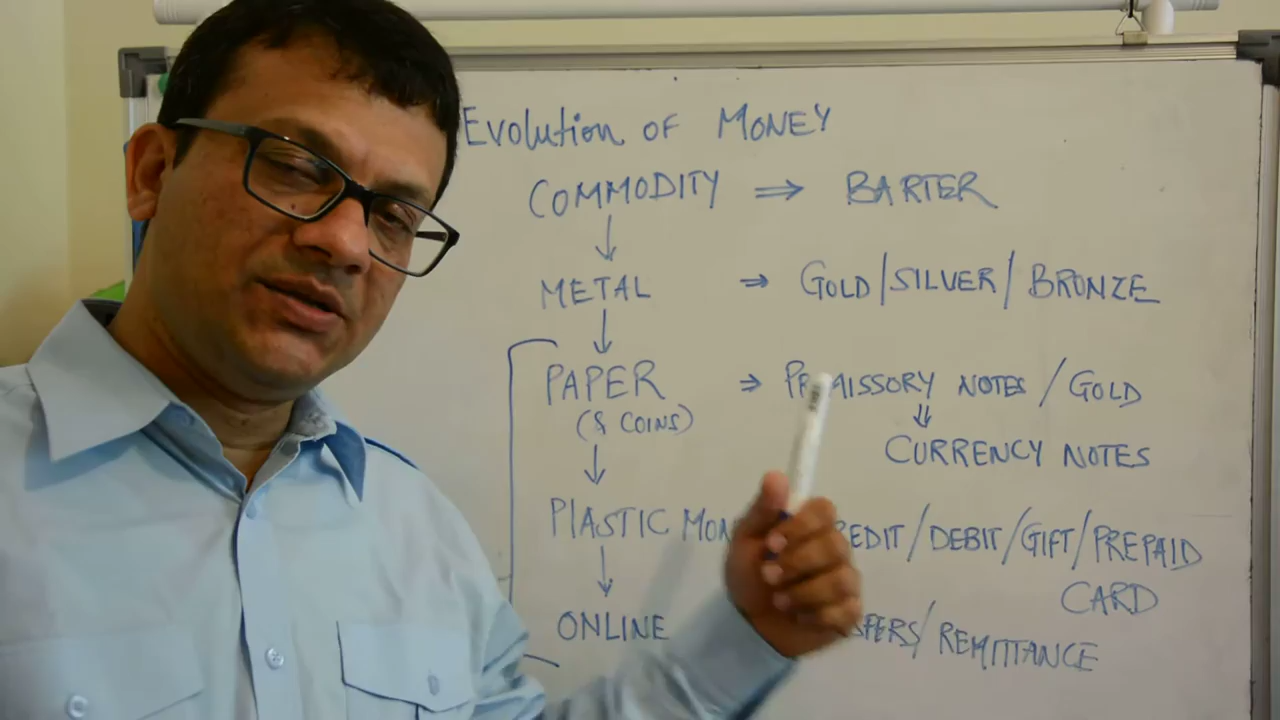 Evolution OF MONEY
COMMODITY ⇒ BARTER
METAL ⇒ GOLD/SILVER/BRONZE
PAPER ⇒ PROMISSORY NOTES / GOLD
(& COINS) ⇓
CURRENCY NOTES
PLASTIC CREDIT/DEBIT/GIFT/PREPAID
CARD
ONLINE REMITTANCE